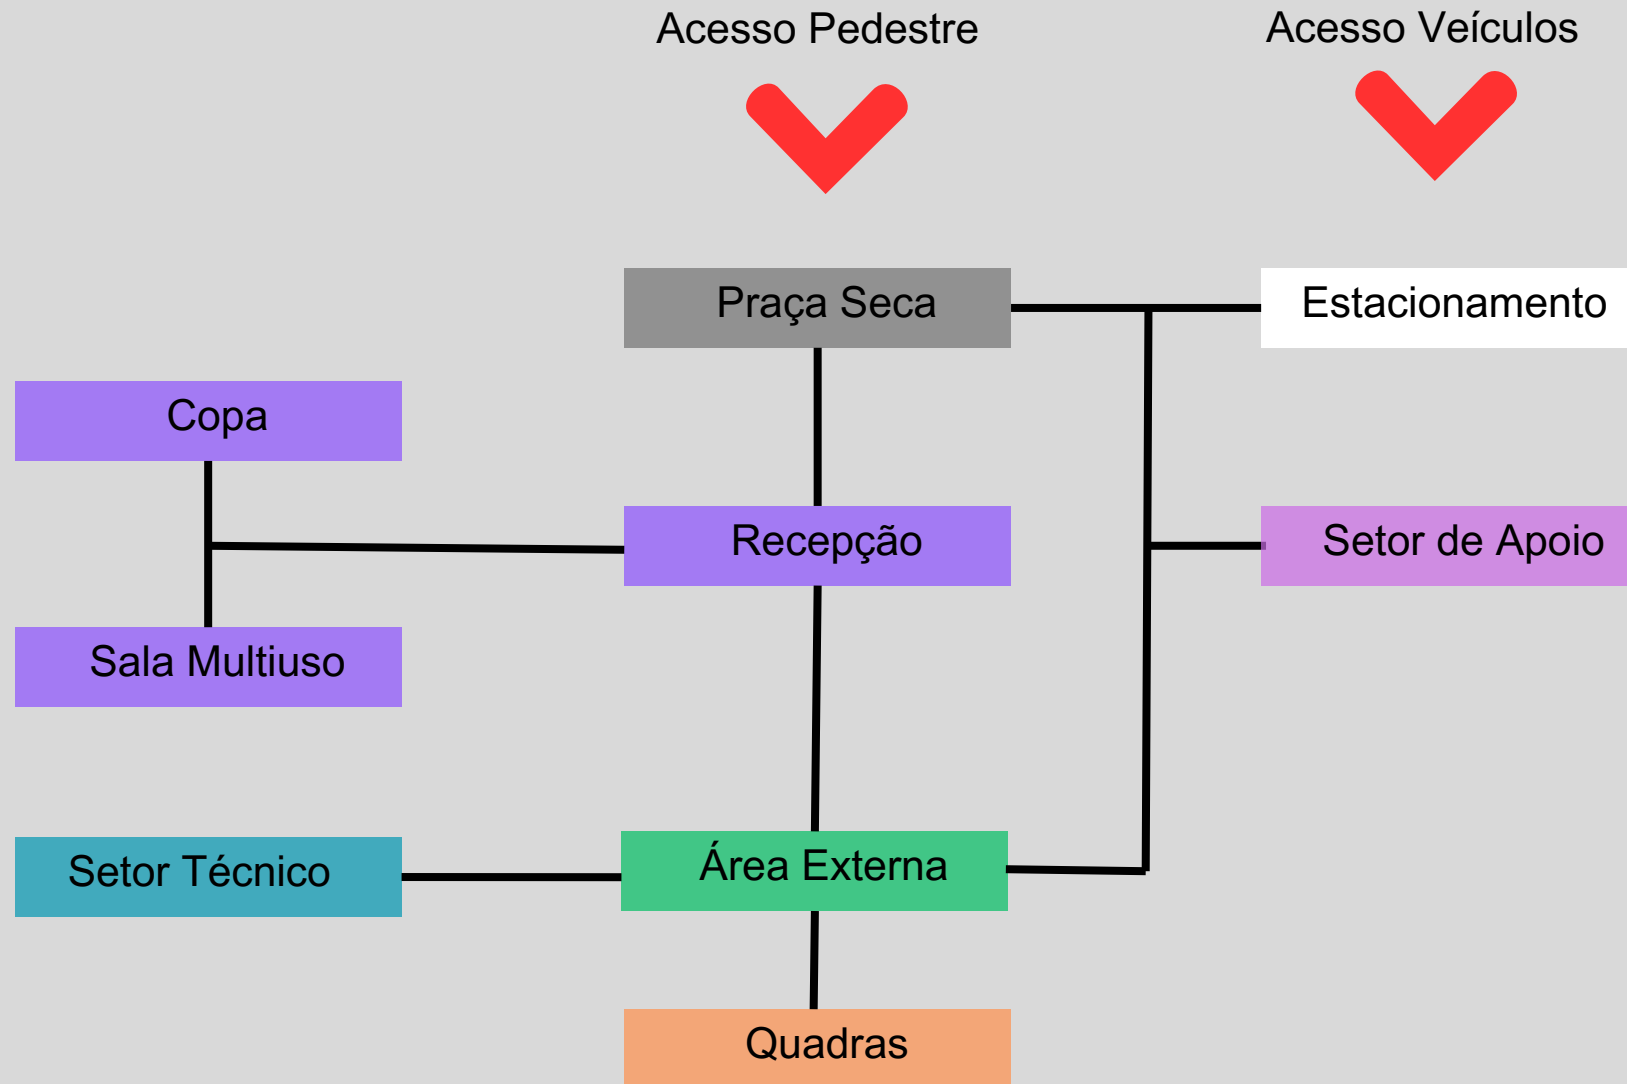 Acesso Pedestre
Acesso Veículos
Praça Seca
Estacionamento
Copa
Recepção
Setor de Apoio
Sala Multiuso
Setor Técnico
Área Externa
Quadras